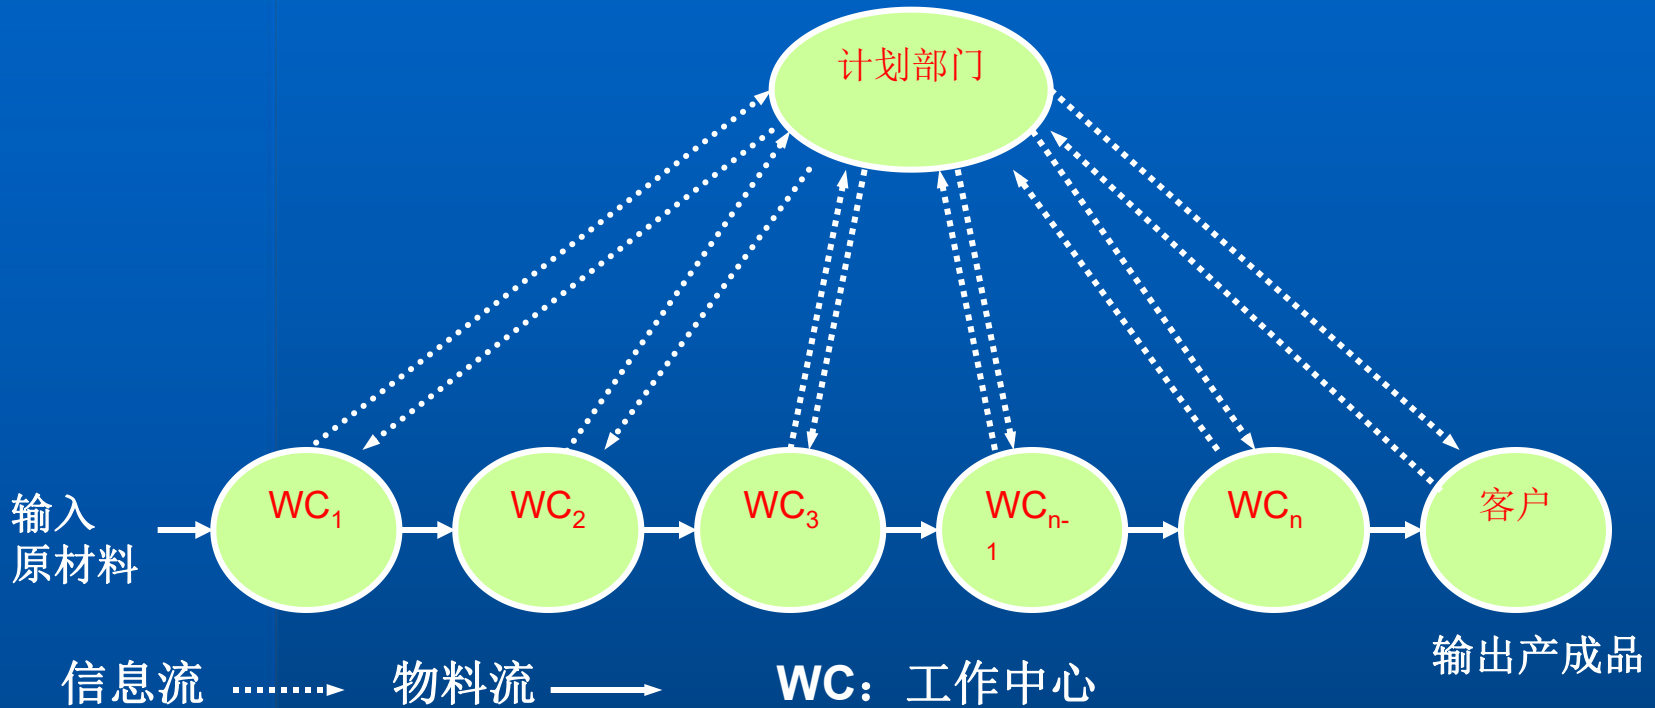 计划部门
WC₁
WC₂
WC₃
WCₙ₋
₁
WCₙ
客户
输入
原材料
输出产成品
信息流
物料流
WC：工作中心